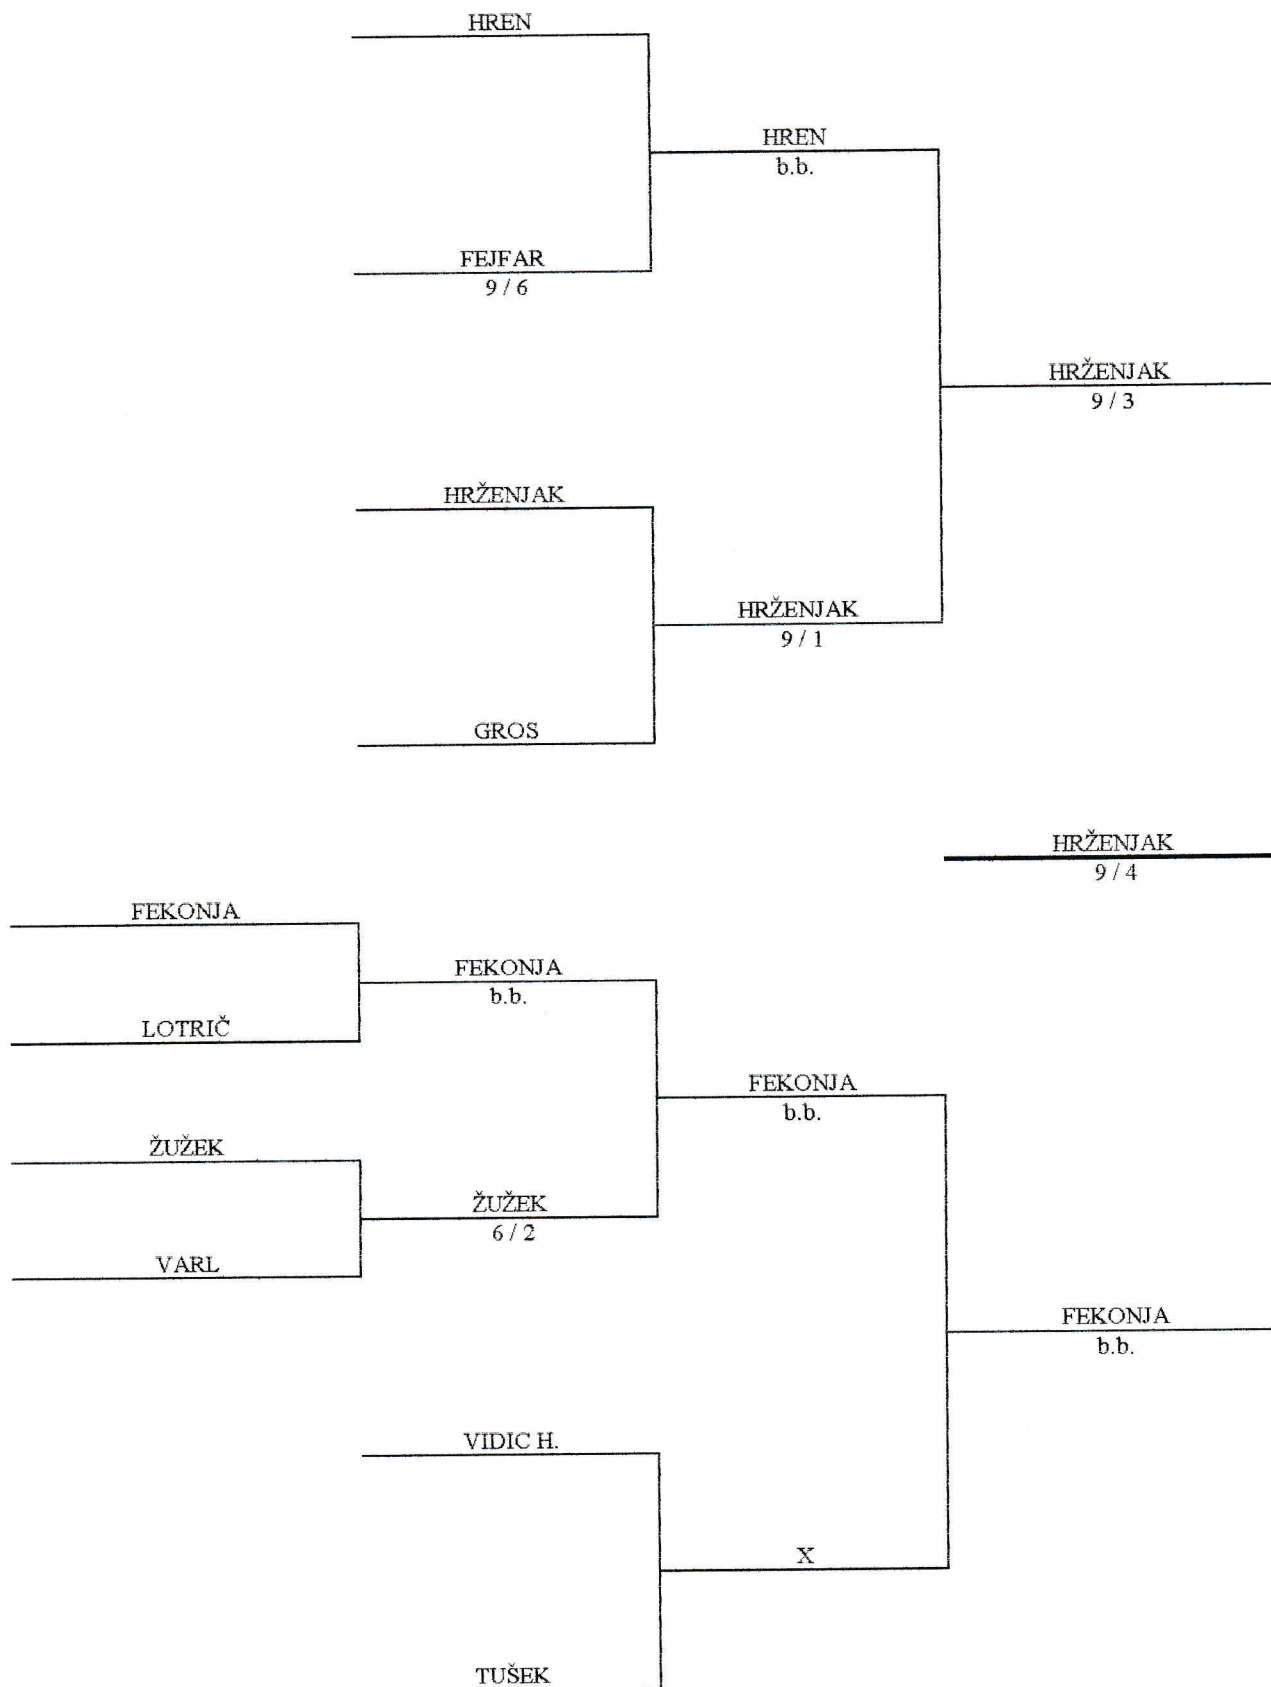 HREN
HREN
b.b.
FEJFAR
9 / 6
HRŽENJAK
9 / 3
HRŽENJAK
HRŽENJAK
9 / 1
GROS
HRŽENJAK
9 / 4
FEKONJA
FEKONJA
b.b.
LOTRIČ
FEKONJA
b.b.
ŽUŽEK
ŽUŽEK
6 / 2
VARL
FEKONJA
b.b.
VIDIC H.
X
TUŠEK